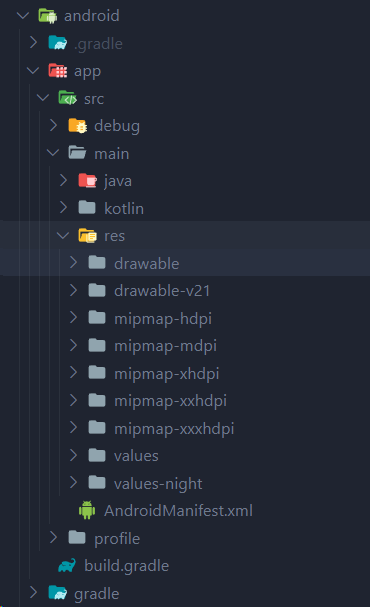 android
.gradle
app
src
debug
main
java
kotlin
res
drawable
drawable-v21
mipmap-hdpi
mipmap-mdpi
mipmap-xhdpi
mipmap-xxhdpi
mipmap-xxxhdpi
values
values-night
AndroidManifest.xml
profile
build.gradle
gradle